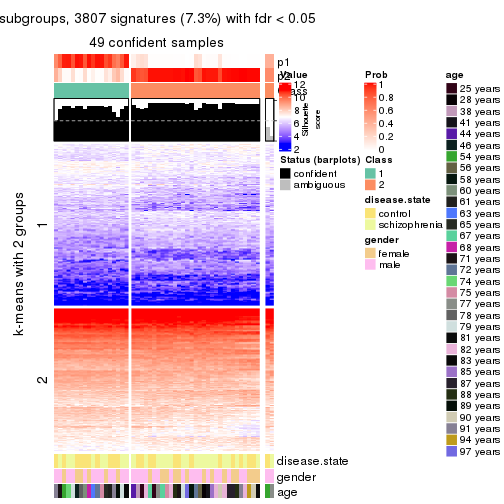 subgroups, 3807 signatures (7.3%) with fdr < 0.05
49 confident samples
p1
p2
Class
k-means with 2 groups
1
2
Silhouette
score
disease.state
gender
age
Value
12
10
8
6
4
2
Status (barplots)
confident
ambiguous
Prob
1
0.8
0.6
0.4
0.2
0
Class
1
2
disease.state
control
schizophrenia
gender
female
male
age
25 years
28 years
38 years
41 years
44 years
46 years
54 years
56 years
58 years
60 years
61 years
63 years
65 years
67 years
68 years
71 years
72 years
74 years
75 years
77 years
78 years
79 years
81 years
82 years
83 years
85 years
87 years
88 years
89 years
90 years
91 years
94 years
97 years